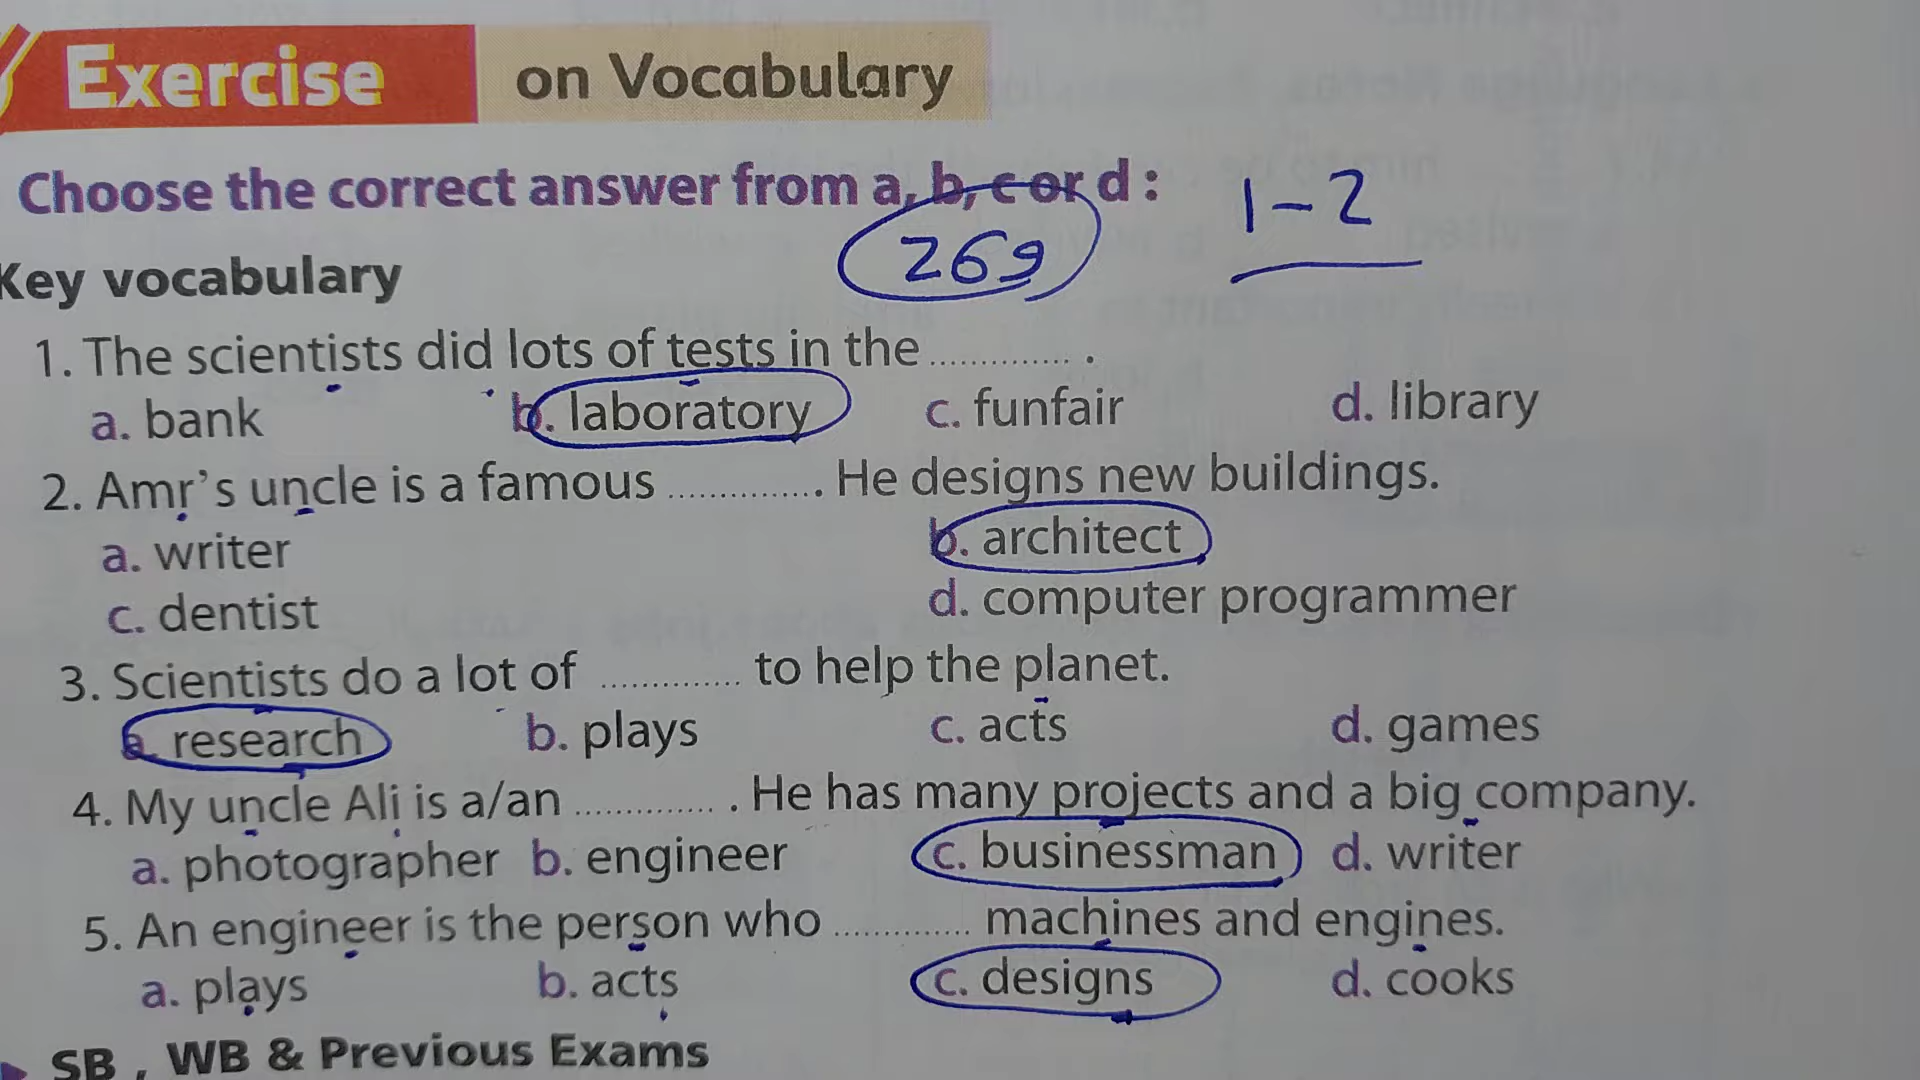 Exercise on Vocabulary
Choose the correct answer from a, b, c or d :
1-2
269
Key vocabulary
1. The scientists did lots of tests in the .............. .
a. bank b. laboratory c. funfair d. library
2. Amr's uncle is a famous .............. . He designs new buildings.
a. writer b. architect
c. dentist d. computer programmer
3. Scientists do a lot of .............. to help the planet.
a. research b. plays c. acts d. games
4. My uncle Ali is a/an .............. . He has many projects and a big company.
a. photographer b. engineer c. businessman d. writer
5. An engineer is the person who .............. machines and engines.
a. plays b. acts c. designs d. cooks
SB , WB & Previous Exams